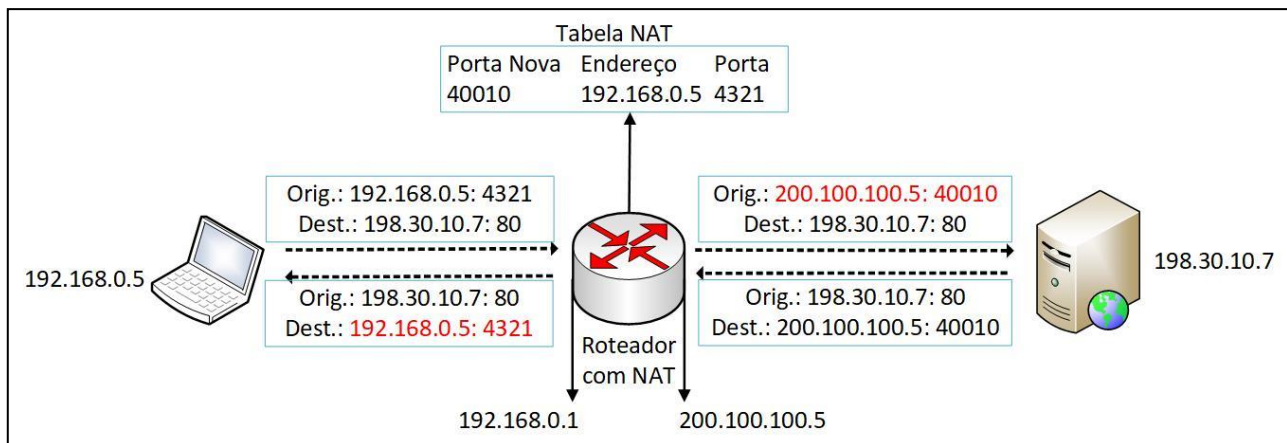 Tabela NAT
Porta Nova Endereço Porta
40010 192.168.0.5 4321
Orig.: 192.168.0.5: 4321
Dest.: 198.30.10.7: 80
Orig.: 200.100.100.5: 40010
Dest.: 198.30.10.7: 80
192.168.0.5
198.30.10.7
Orig.: 198.30.10.7: 80
Dest.: 192.168.0.5: 4321
Orig.: 198.30.10.7: 80
Dest.: 200.100.100.5: 40010
Roteador
com NAT
192.168.0.1
200.100.100.5